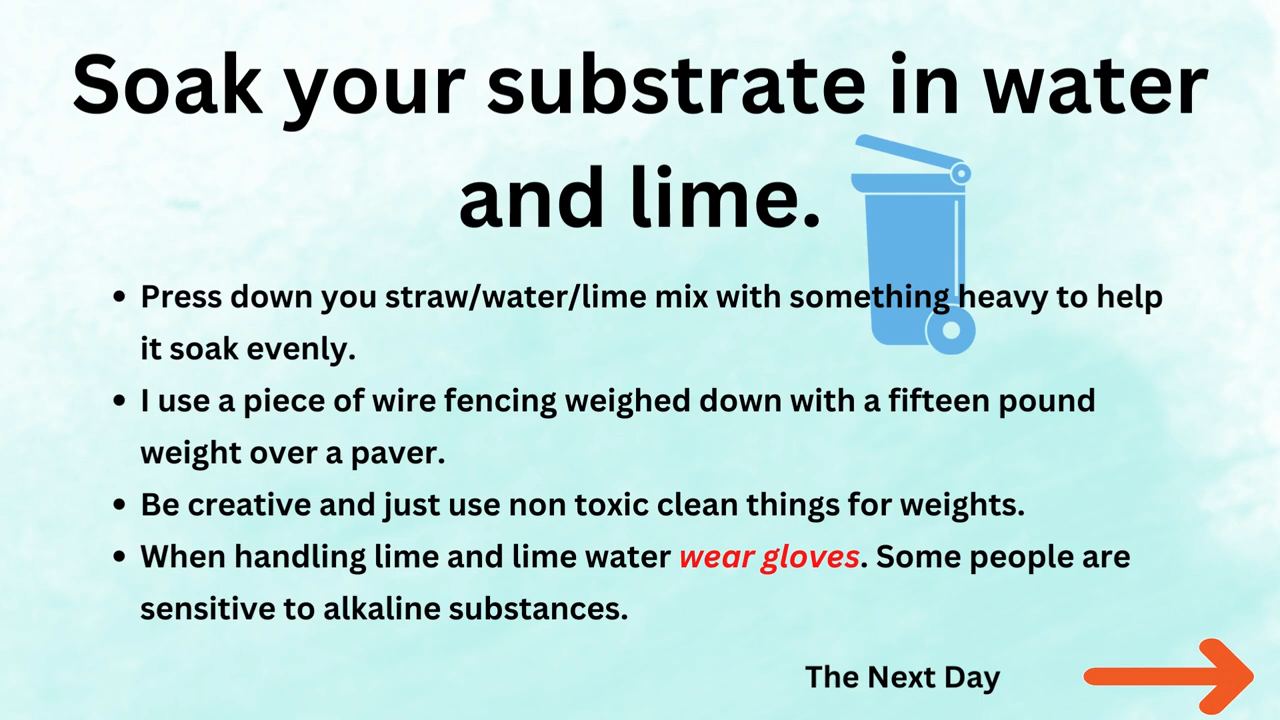 Soak your substrate in water
and lime.
• Press down you straw/water/lime mix with something heavy to help
it soak evenly.
• I use a piece of wire fencing weighed down with a fifteen pound
weight over a paver.
• Be creative and just use non toxic clean things for weights.
• When handling lime and lime water wear gloves. Some people are
sensitive to alkaline substances.
The Next Day